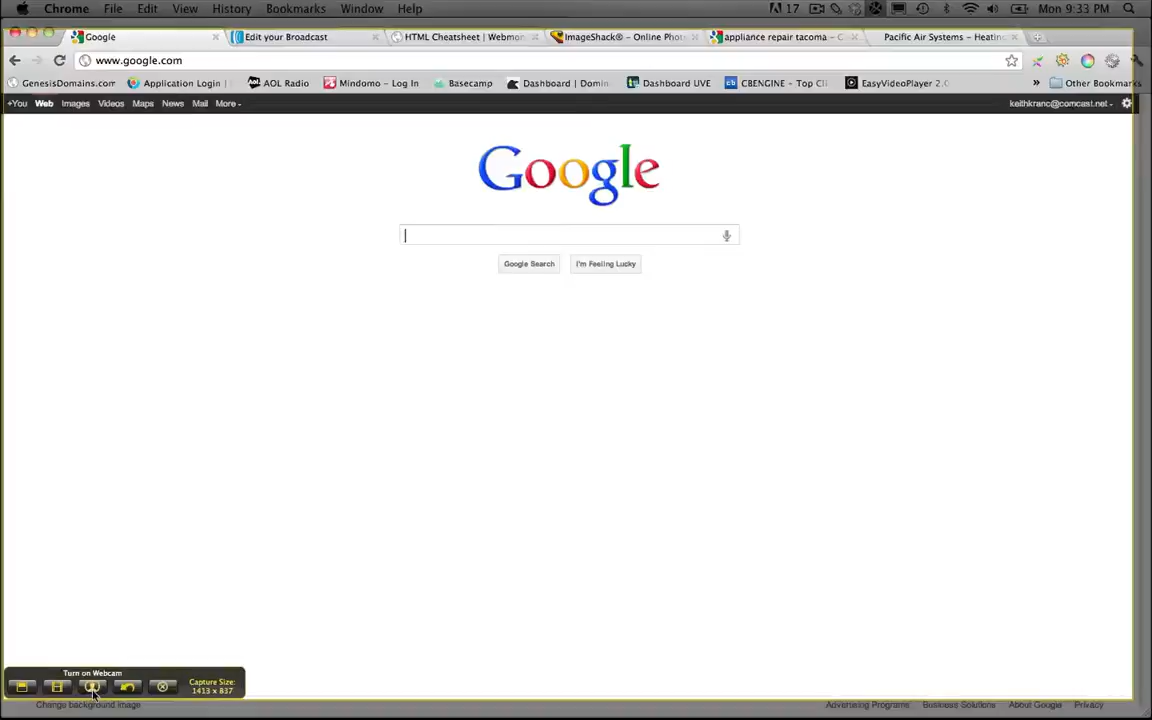 Chrome File Edit View History Bookmarks Window Help 17 Mon 9:33 PM
Google Edit your Broadcast HTML Cheatsheet | Webmon ImageShack® - Online Phot appliance repair tacoma - Pacific Air Systems - Heatin
www.google.com
GenesisDomains.com Application Login | AOL Radio Mindomo - Log In Basecamp Dashboard | Domin Dashboard UVE CBENGINE - Top Cli EasyVideoPlayer 2.0 » Other Bookmarks
+You Web Images Videos Maps News Mail More keithkranc@comcast.net
Google
Google Search I'm Feeling Lucky
Turn on Webcam
Capture Size:
1413 x 837
Change background image Advertising Programs Business Solutions About Google Privacy